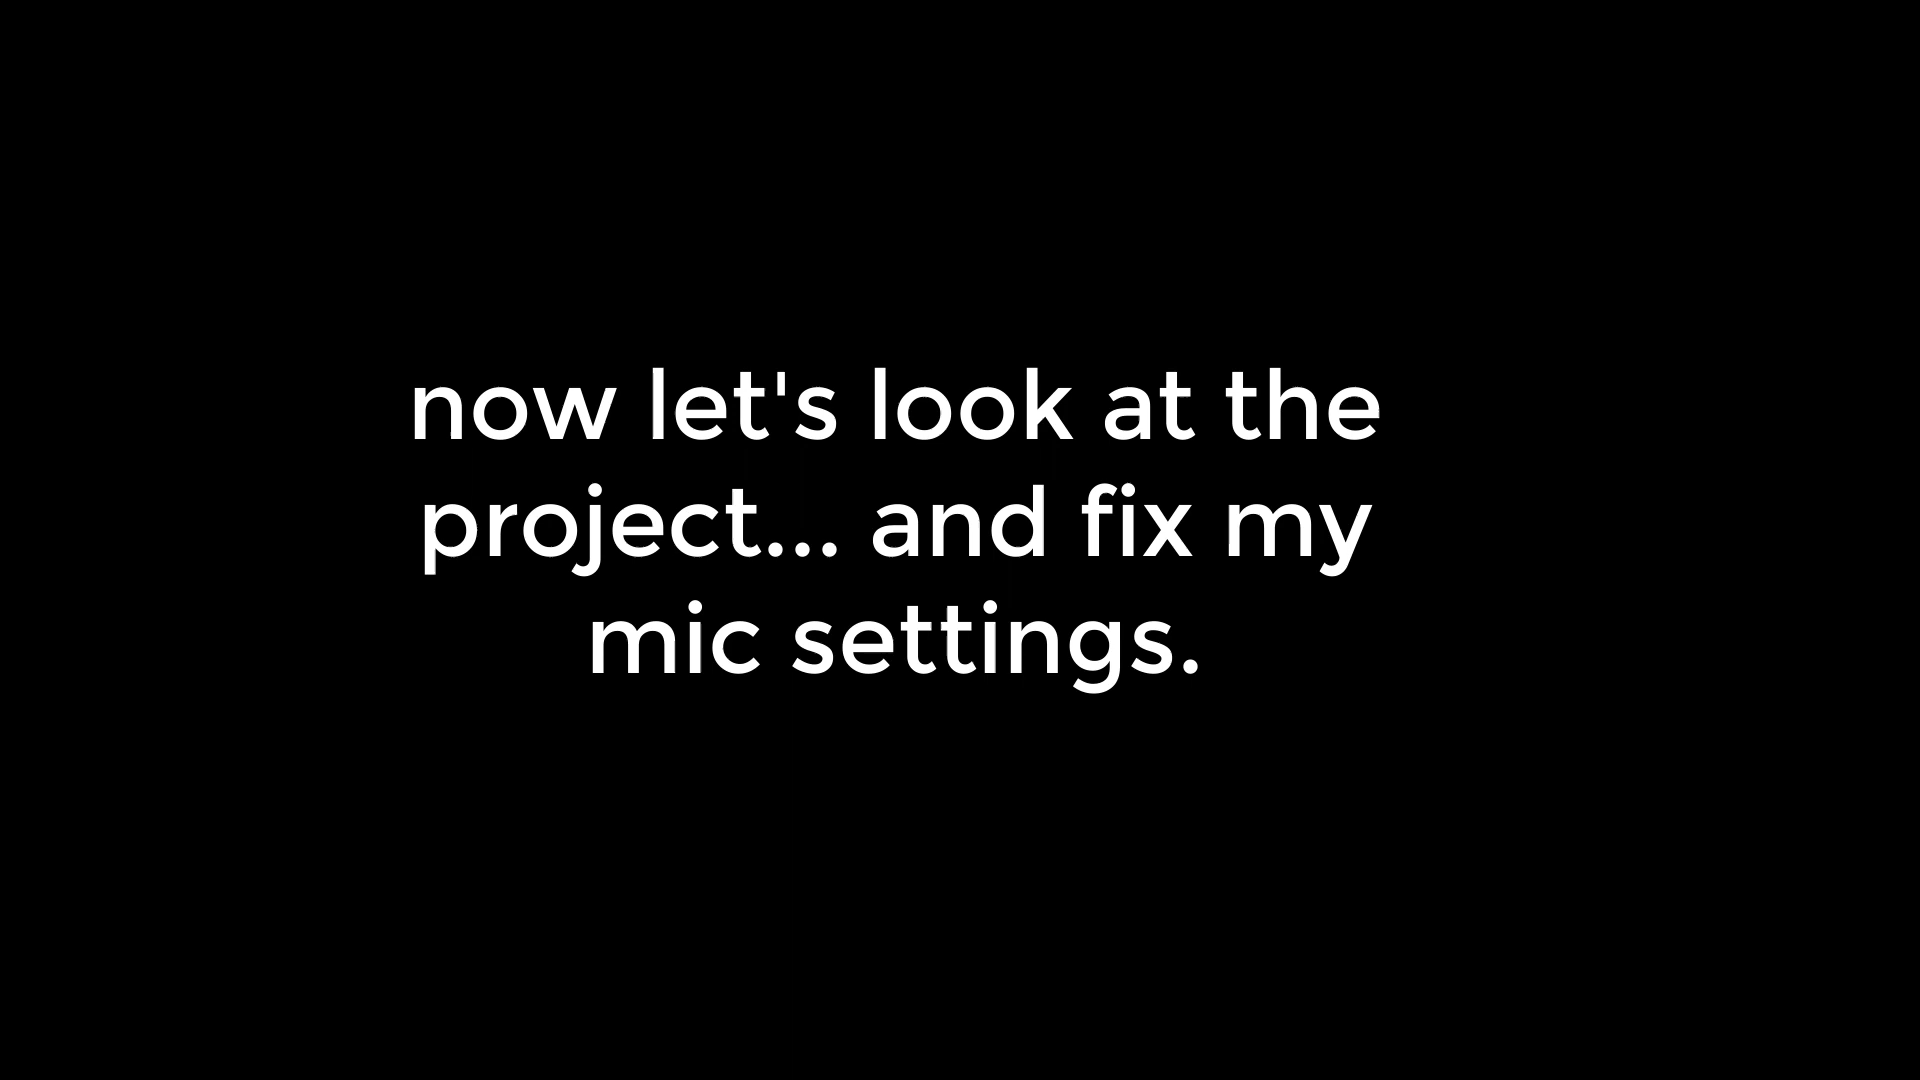 now let's look at the
project... and fix my
mic settings.